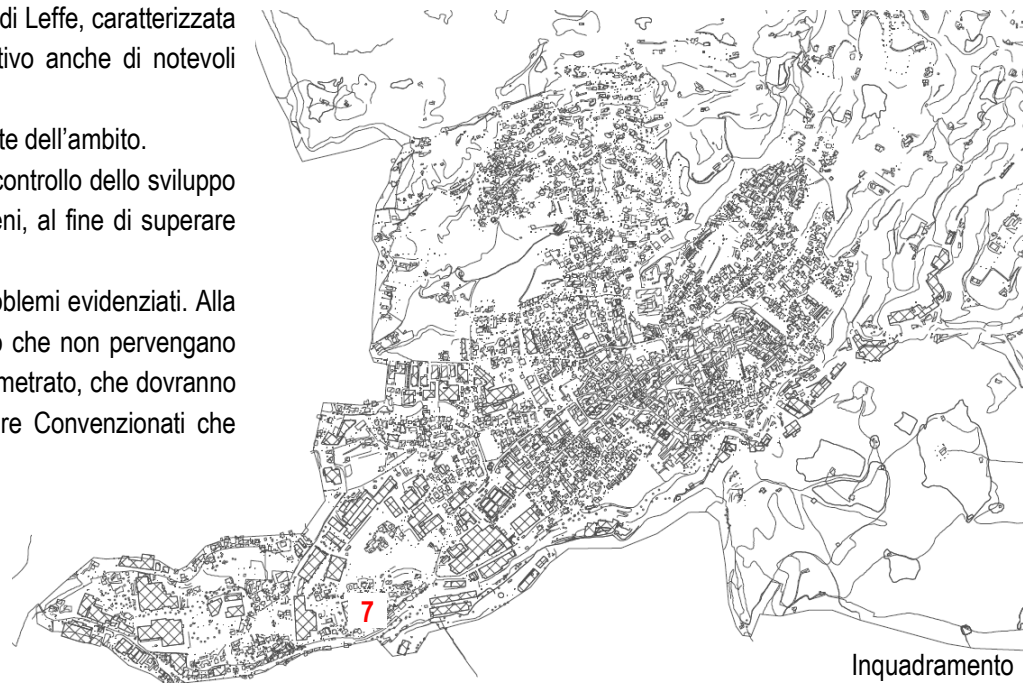 di Leffe, caratterizzata
tivo anche di notevoli
te dell’ambito.
controllo dello sviluppo
eni, al fine di superare
oblemi evidenziati. Alla
o che non pervengano
metrato, che dovranno
re Convenzionati che
7
Inquadramento